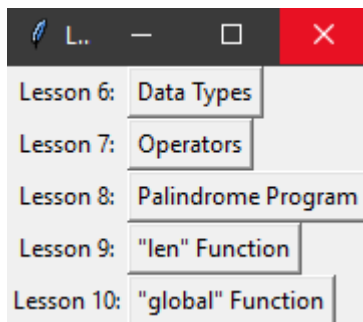 L..
Lesson 6: Data Types
Lesson 7: Operators
Lesson 8: Palindrome Program
Lesson 9: "len" Function
Lesson 10: "global" Function